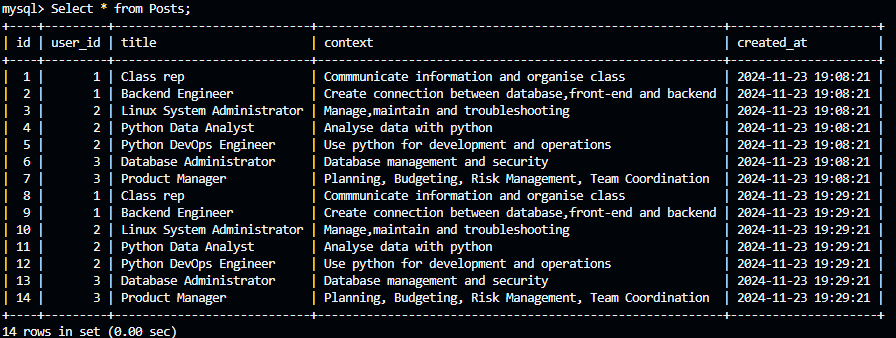 mysql> Select * from Posts;
+----+---------+----------------------------+----------------------------------------------------------+---------------------+
| id | user_id | title | context | created_at |
+----+---------+----------------------------+----------------------------------------------------------+---------------------+
| 1 | 1 | Class rep | Commmunicate information and organise class | 2024-11-23 19:08:21 |
| 2 | 1 | Backend Engineer | Create connection between database,front-end and backend | 2024-11-23 19:08:21 |
| 3 | 2 | Linux System Administrator | Manage,maintain and troubleshooting | 2024-11-23 19:08:21 |
| 4 | 2 | Python Data Analyst | Analyse data with python | 2024-11-23 19:08:21 |
| 5 | 2 | Python DevOps Engineer | Use python for development and operations | 2024-11-23 19:08:21 |
| 6 | 3 | Database Administrator | Database management and security | 2024-11-23 19:08:21 |
| 7 | 3 | Product Manager | Planning, Budgeting, Risk Management, Team Coordination | 2024-11-23 19:08:21 |
| 8 | 1 | Class rep | Commmunicate information and organise class | 2024-11-23 19:29:21 |
| 9 | 1 | Backend Engineer | Create connection between database,front-end and backend | 2024-11-23 19:29:21 |
| 10 | 2 | Linux System Administrator | Manage,maintain and troubleshooting | 2024-11-23 19:29:21 |
| 11 | 2 | Python Data Analyst | Analyse data with python | 2024-11-23 19:29:21 |
| 12 | 2 | Python DevOps Engineer | Use python for development and operations | 2024-11-23 19:29:21 |
| 13 | 3 | Database Administrator | Database management and security | 2024-11-23 19:29:21 |
| 14 | 3 | Product Manager | Planning, Budgeting, Risk Management, Team Coordination | 2024-11-23 19:29:21 |
+----+---------+----------------------------+----------------------------------------------------------+---------------------+
14 rows in set (0.00 sec)